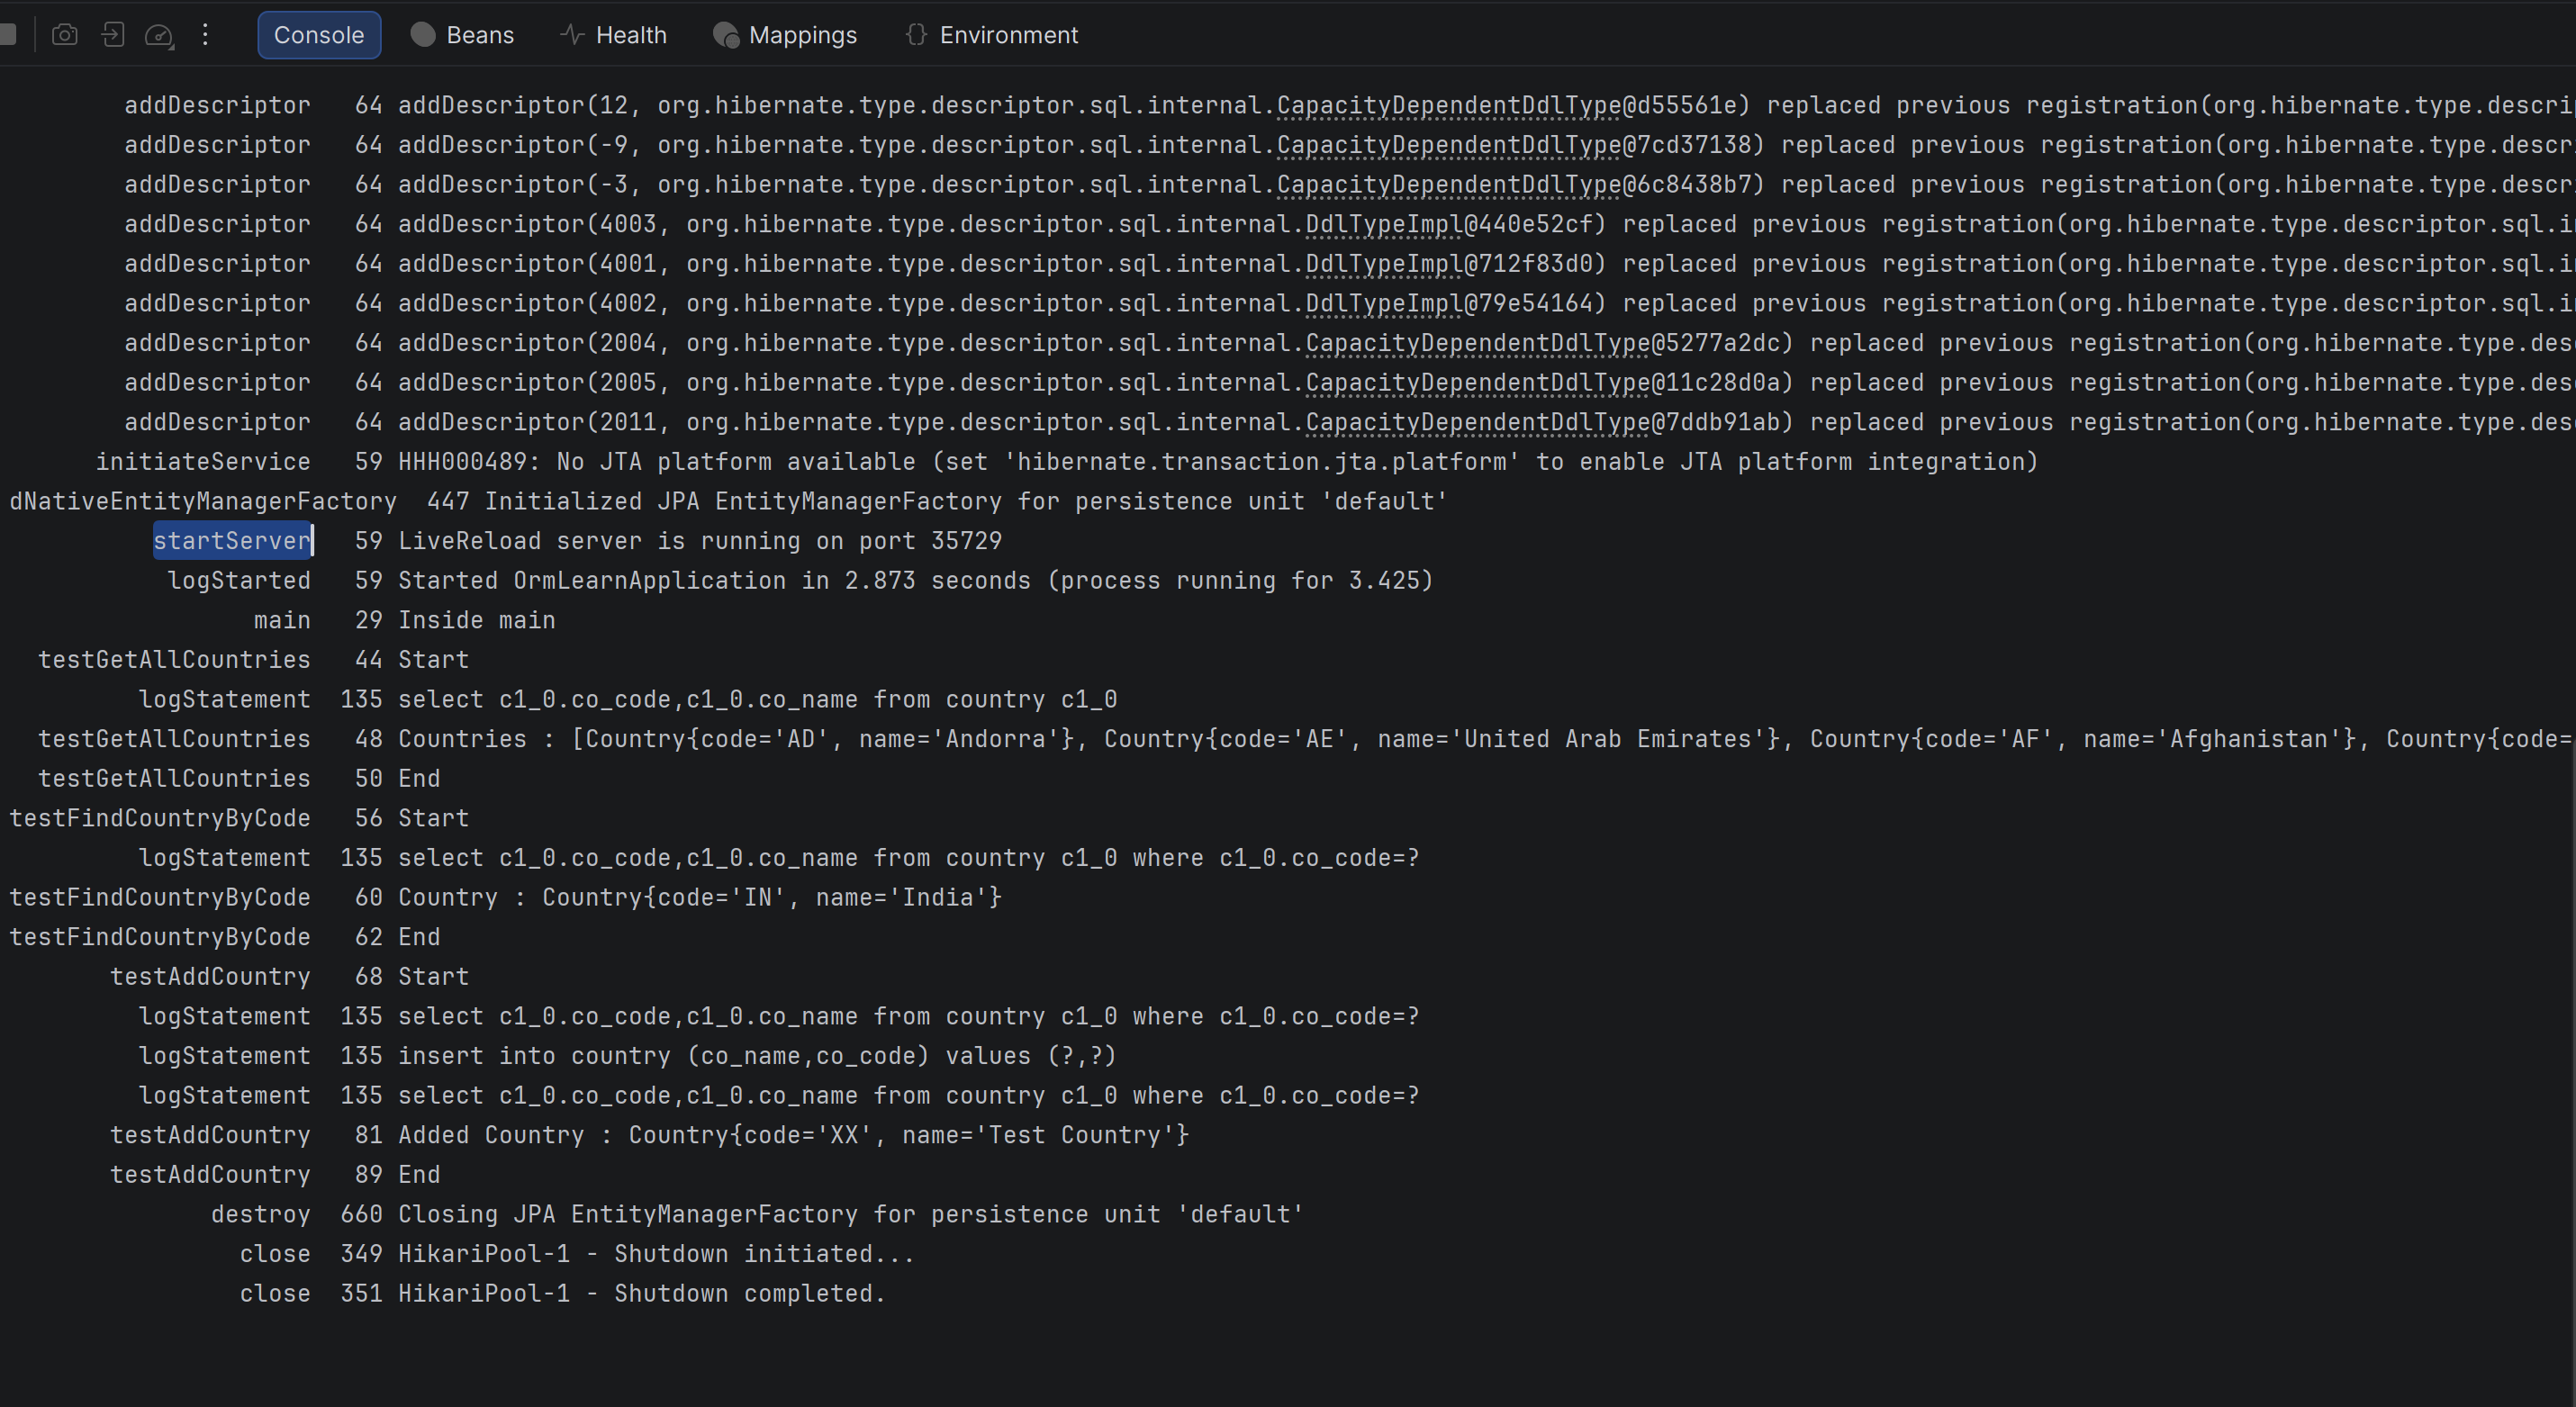 Console Beans Health Mappings Environment
addDescriptor 64 addDescriptor(12, org.hibernate.type.descriptor.sql.internal.CapacityDependentDdlType@d55561e) replaced previous registration(org.hibernate.type.descri
addDescriptor 64 addDescriptor(-9, org.hibernate.type.descriptor.sql.internal.CapacityDependentDdlType@7cd37138) replaced previous registration(org.hibernate.type.descr
addDescriptor 64 addDescriptor(-3, org.hibernate.type.descriptor.sql.internal.CapacityDependentDdlType@6c8438b7) replaced previous registration(org.hibernate.type.descr
addDescriptor 64 addDescriptor(4003, org.hibernate.type.descriptor.sql.internal.DdlTypeImpl@440e52cf) replaced previous registration(org.hibernate.type.descriptor.sql.i
addDescriptor 64 addDescriptor(4001, org.hibernate.type.descriptor.sql.internal.DdlTypeImpl@712f83d0) replaced previous registration(org.hibernate.type.descriptor.sql.i
addDescriptor 64 addDescriptor(4002, org.hibernate.type.descriptor.sql.internal.DdlTypeImpl@79e54164) replaced previous registration(org.hibernate.type.descriptor.sql.i
addDescriptor 64 addDescriptor(2004, org.hibernate.type.descriptor.sql.internal.CapacityDependentDdlType@5277a2dc) replaced previous registration(org.hibernate.type.des
addDescriptor 64 addDescriptor(2005, org.hibernate.type.descriptor.sql.internal.CapacityDependentDdlType@11c28d0a) replaced previous registration(org.hibernate.type.des
addDescriptor 64 addDescriptor(2011, org.hibernate.type.descriptor.sql.internal.CapacityDependentDdlType@7ddb91ab) replaced previous registration(org.hibernate.type.des
initiateService 59 HHH000489: No JTA platform available (set 'hibernate.transaction.jta.platform' to enable JTA platform integration)
dNativeEntityManagerFactory 447 Initialized JPA EntityManagerFactory for persistence unit 'default'
startServer 59 LiveReload server is running on port 35729
logStarted 59 Started OrmLearnApplication in 2.873 seconds (process running for 3.425)
main 29 Inside main
testGetAllCountries 44 Start
logStatement 135 select c1_0.co_code,c1_0.co_name from country c1_0
testGetAllCountries 48 Countries : [Country{code='AD', name='Andorra'}, Country{code='AE', name='United Arab Emirates'}, Country{code='AF', name='Afghanistan'}, Country{code=
testGetAllCountries 50 End
testFindCountryByCode 56 Start
logStatement 135 select c1_0.co_code,c1_0.co_name from country c1_0 where c1_0.co_code=?
testFindCountryByCode 60 Country : Country{code='IN', name='India'}
testFindCountryByCode 62 End
testAddCountry 68 Start
logStatement 135 select c1_0.co_code,c1_0.co_name from country c1_0 where c1_0.co_code=?
logStatement 135 insert into country (co_name,co_code) values (?,?)
logStatement 135 select c1_0.co_code,c1_0.co_name from country c1_0 where c1_0.co_code=?
testAddCountry 81 Added Country : Country{code='XX', name='Test Country'}
testAddCountry 89 End
destroy 660 Closing JPA EntityManagerFactory for persistence unit 'default'
close 349 HikariPool-1 - Shutdown initiated...
close 351 HikariPool-1 - Shutdown completed.